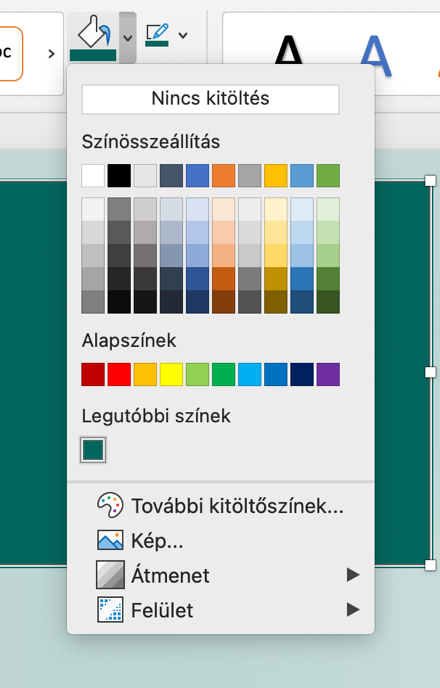 Nincs kitöltés
Színösszeállítás
Alapszínek
Legutóbbi színek
További kitöltőszínek...
Kép...
Átmenet
Felület